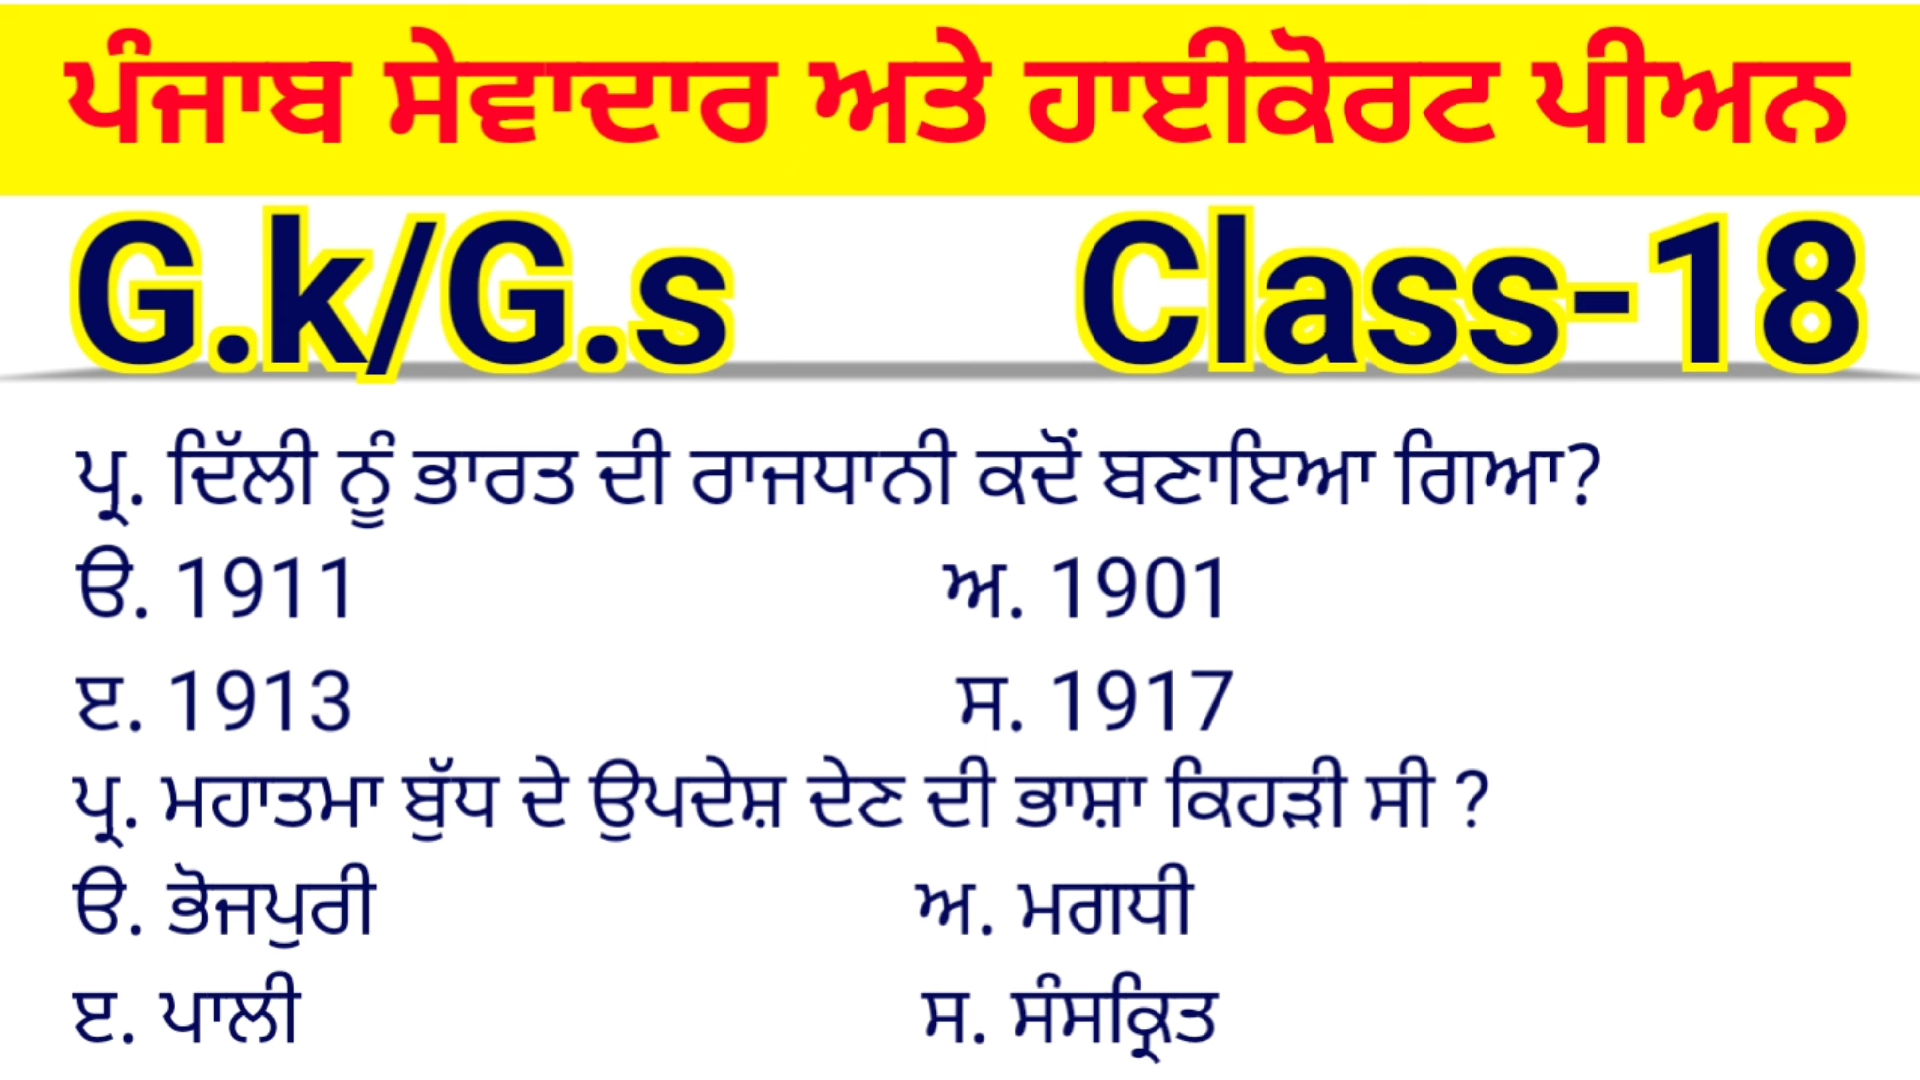 ਪੰਜਾਬ ਸੇਵਾਦਾਰ ਅਤੇ ਹਾਈਕੋਰਟ ਪੀਅਨ
G.k/G.s Class-18
ਪ੍ਰ. ਦਿੱਲੀ ਨੂੰ ਭਾਰਤ ਦੀ ਰਾਜਧਾਨੀ ਕਦੋਂ ਬਣਾਇਆ ਗਿਆ?
ੳ. 1911 ਅ. 1901
ੲ. 1913 ਸ. 1917
ਪ੍ਰ. ਮਹਾਤਮਾ ਬੁੱਧ ਦੇ ਉਪਦੇਸ਼ ਦੇਣ ਦੀ ਭਾਸ਼ਾ ਕਿਹੜੀ ਸੀ ?
ੳ. ਭੋਜਪੁਰੀ ਅ. ਮਗਧੀ
ੲ. ਪਾਲੀ ਸ. ਸੰਸਕ੍ਰਿਤ